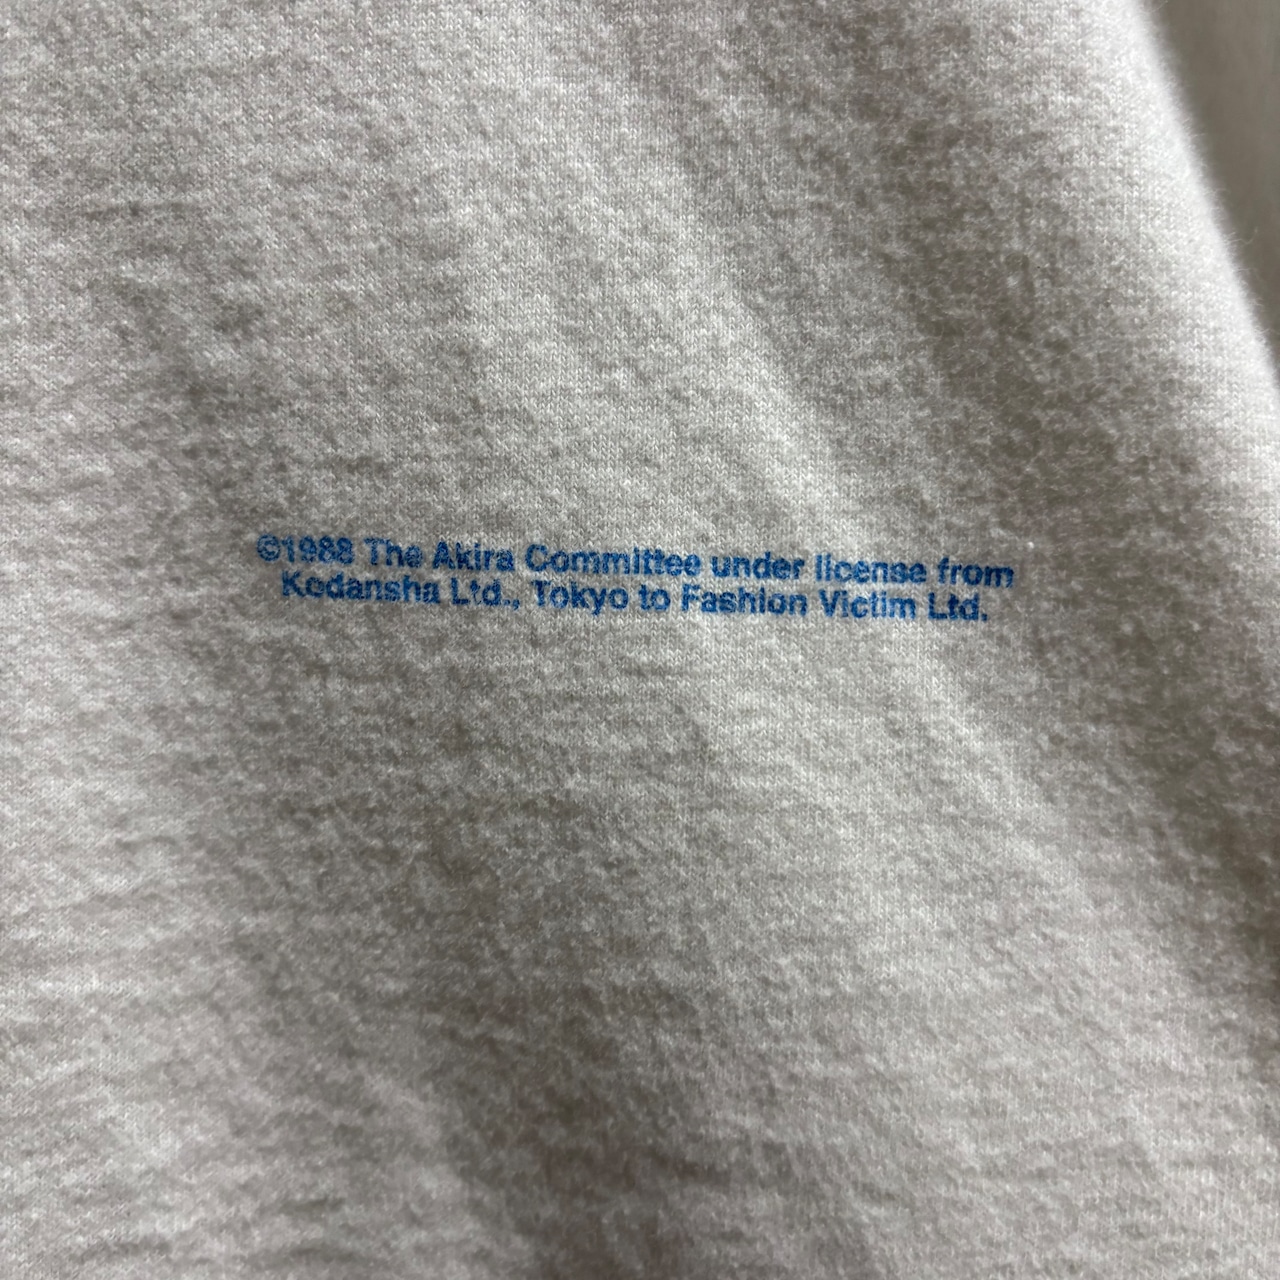 ©1988 The Akira Committee under license from
Kodansha Ltd., Tokyo to Fashion Victim Ltd.